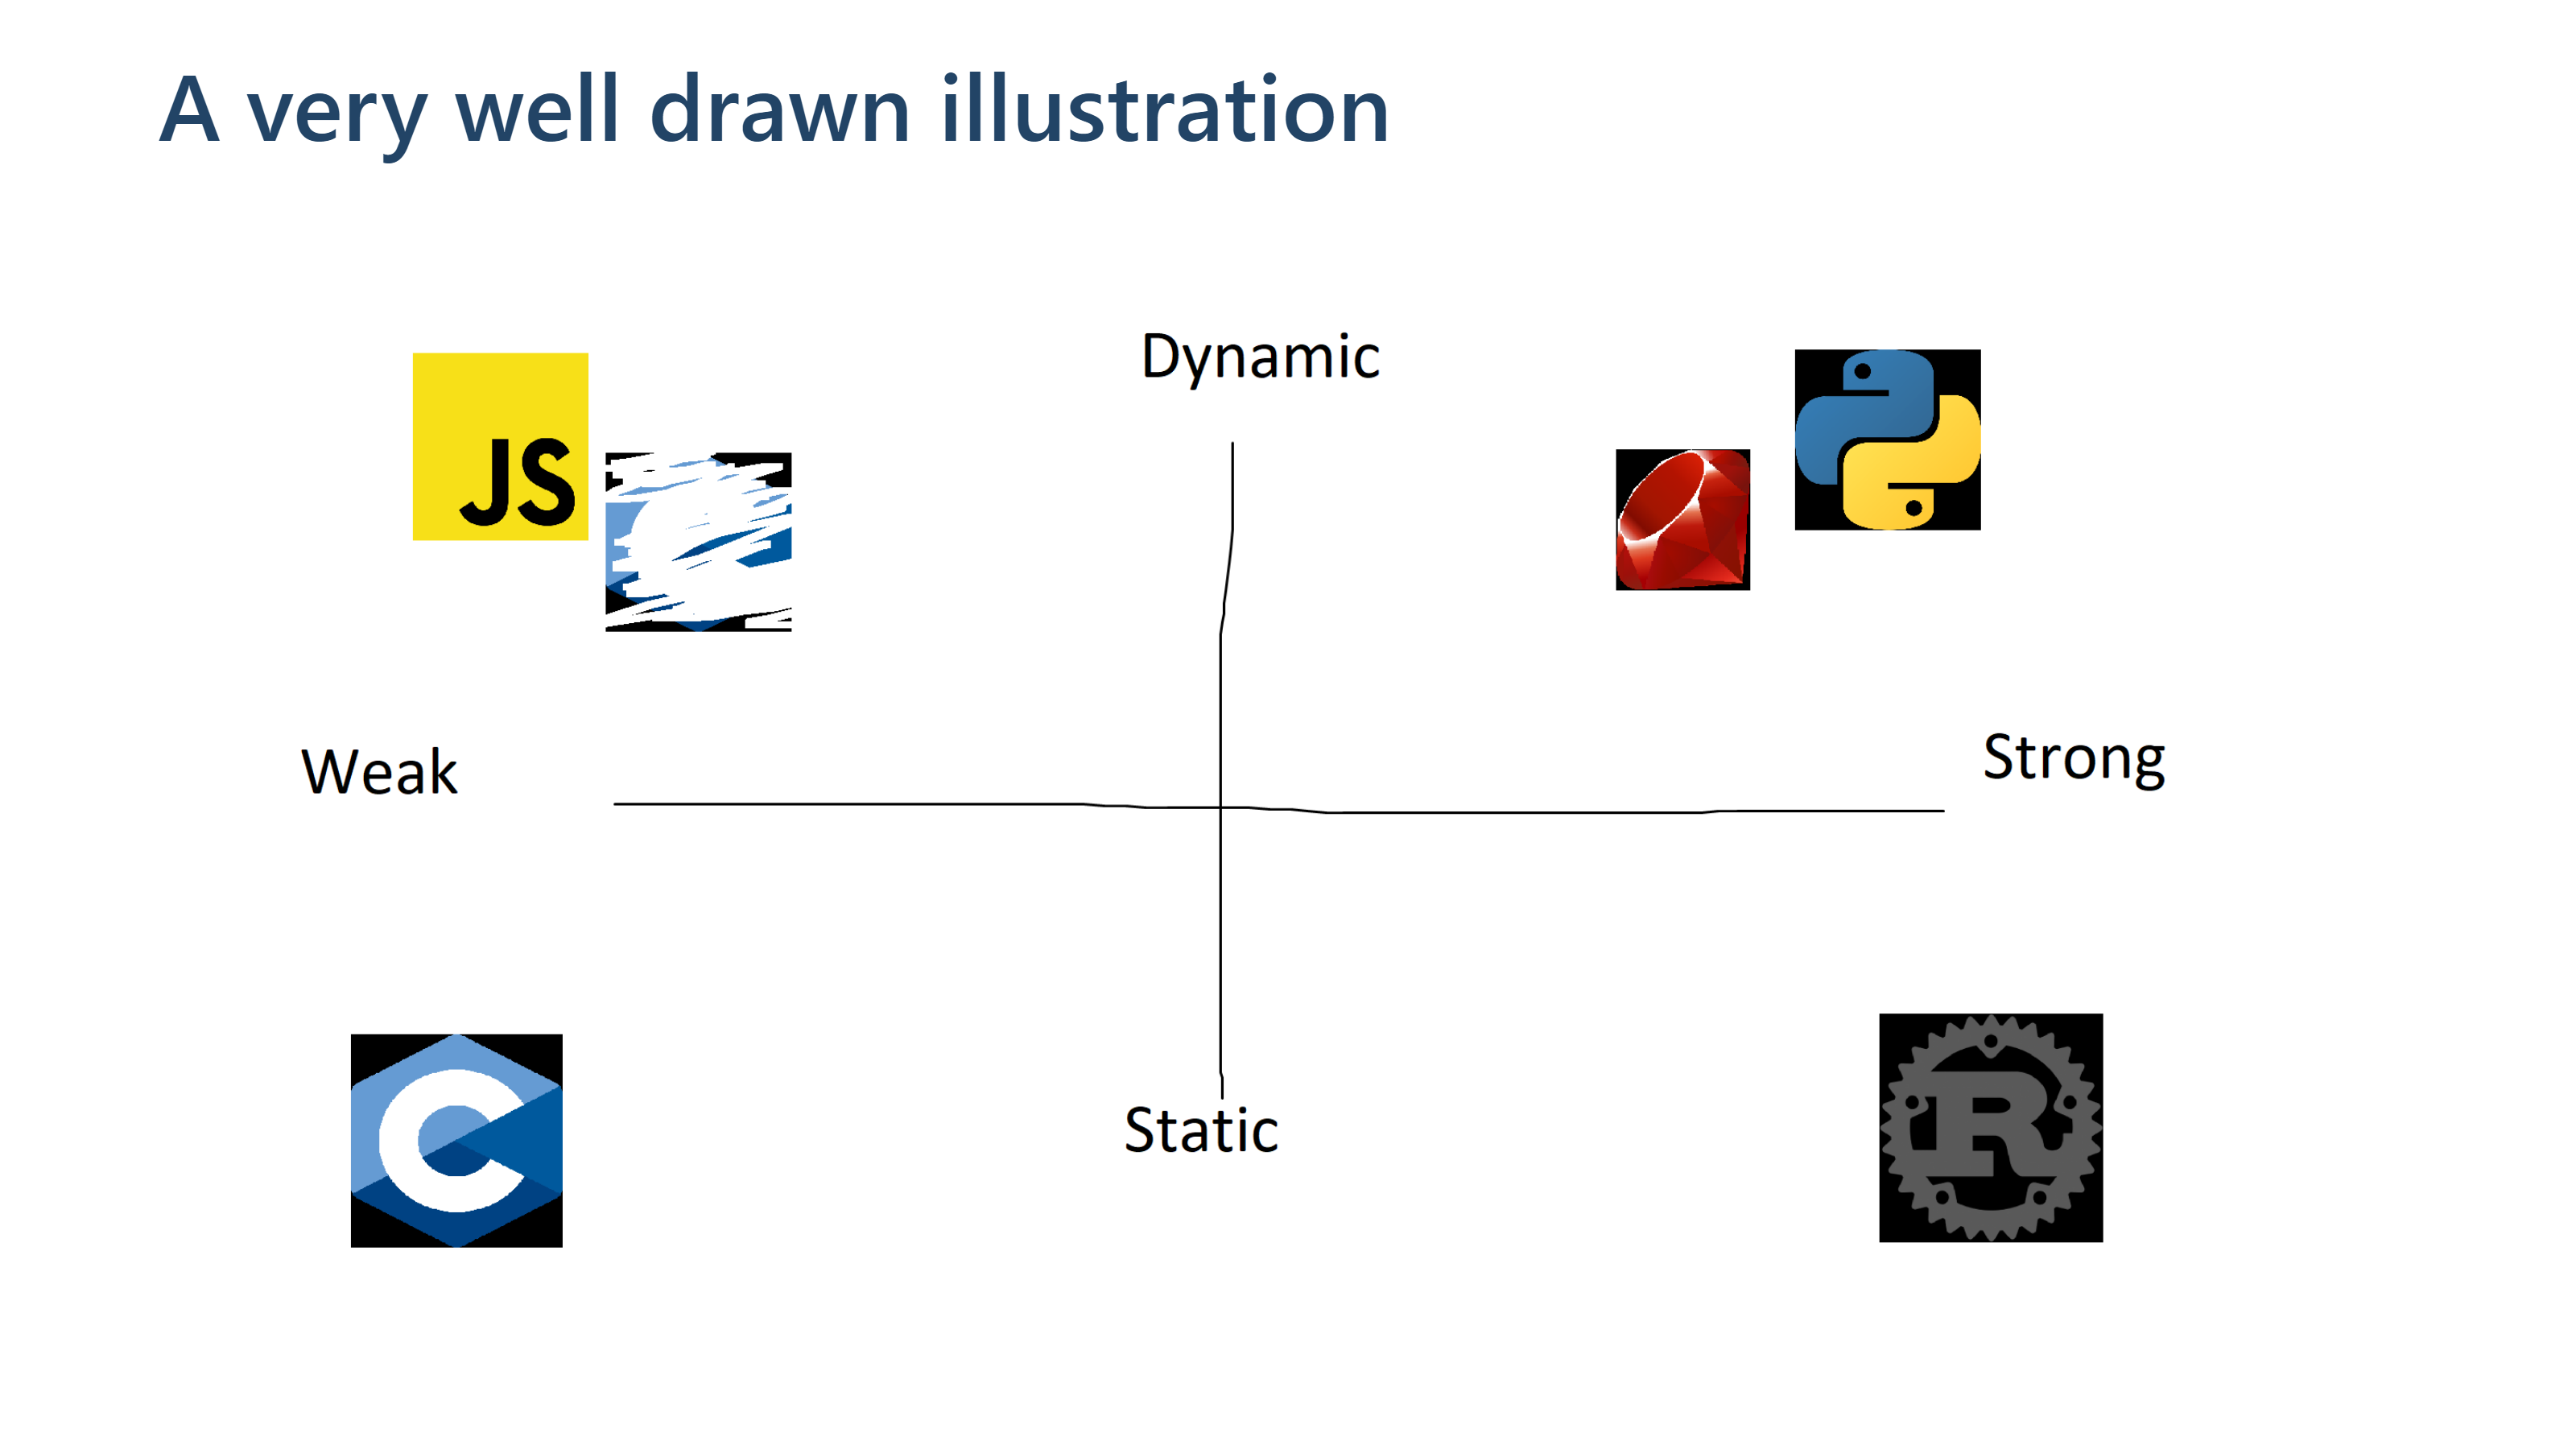 A very well drawn illustration
Dynamic
JS
Weak
Strong
Static
C
R